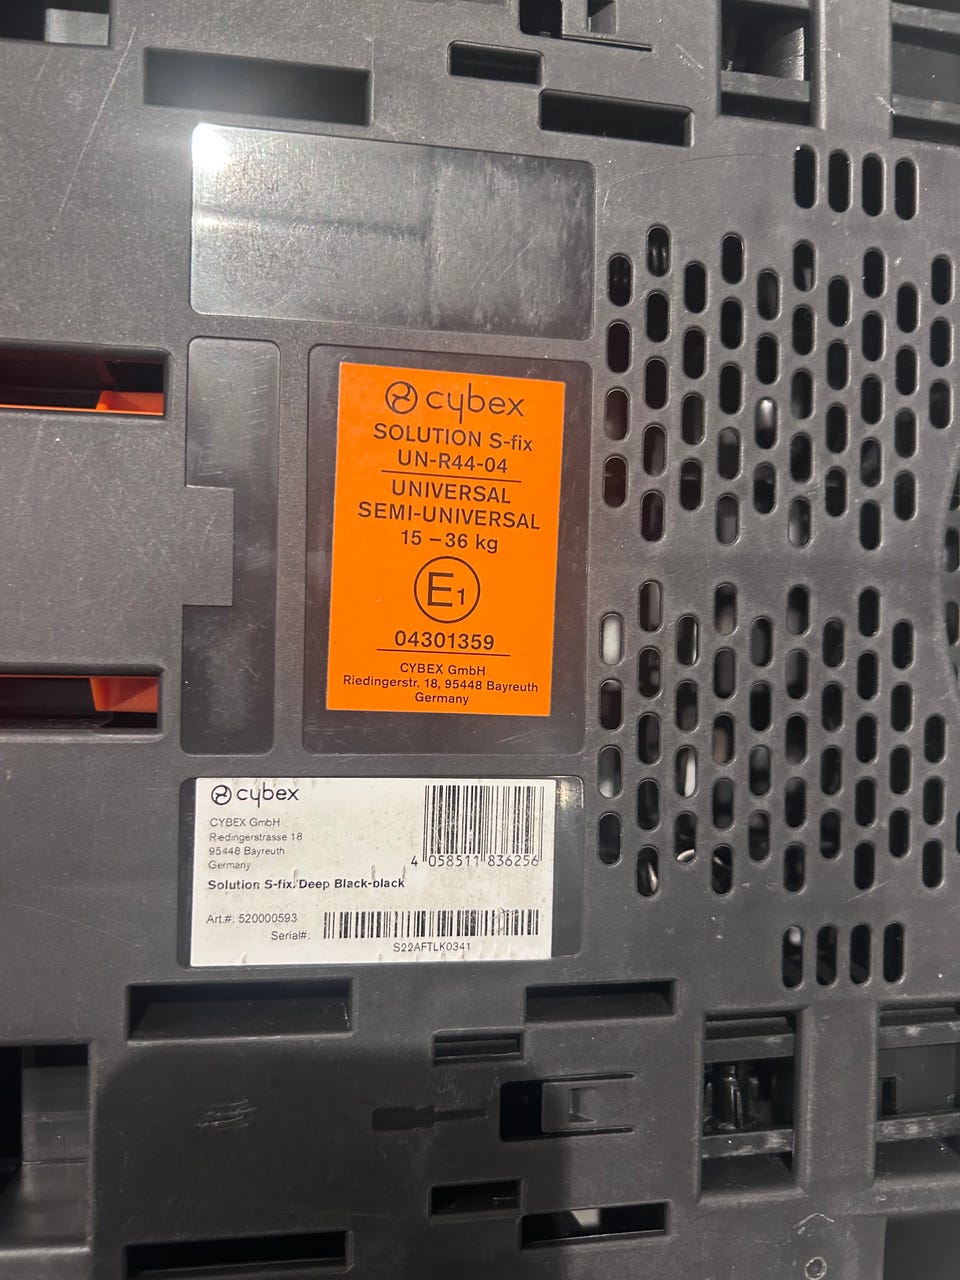 cybex
SOLUTION S-fix
UN-R44-04
UNIVERSAL
SEMI-UNIVERSAL
15 – 36 kg
E1
04301359
CYBEX GmbH
Riedingerstr. 18, 95448 Bayreuth
Germany
cybex
CYBEX GmbH
Riedingerstrasse 18
95448 Bayreuth
Germany
4 058511 836256
Solution S-fix/Deep Black-black
Art.#: 520000593
Serial#:
S22AFTLK0341